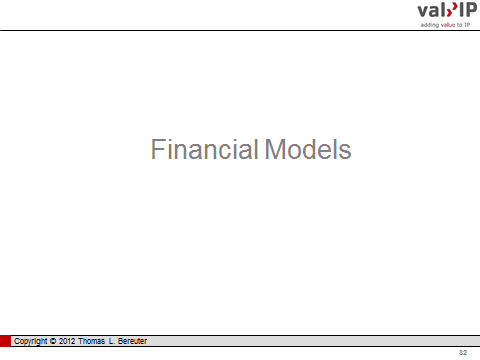 val››IP
adding value to IP
Financial Models
Copyright © 2012 Thomas L. Bereuter
32